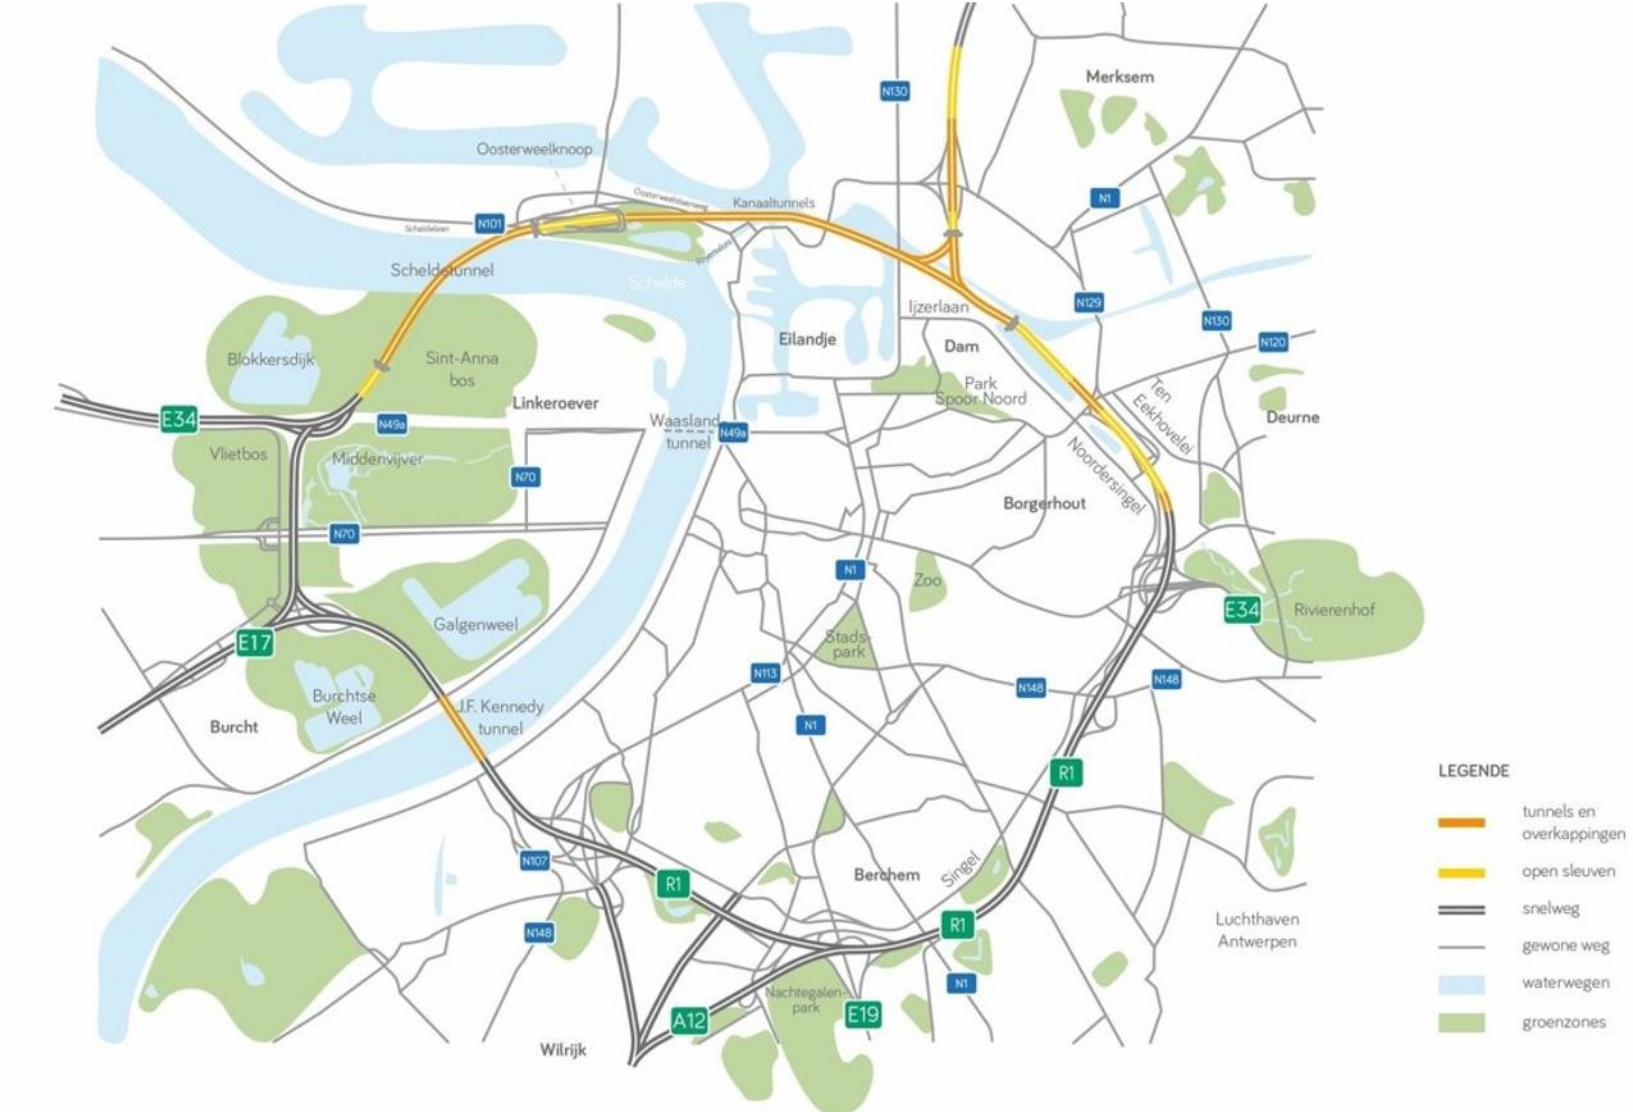 Merksem
N130
Oosterweelknoop
N1
Oosterweelsteenweg
Kanaaltunnels
N101
Scheldelaan
Royerssluis
Scheldetunnel
Schelde
N129
Ijzerlaan
N130
Eilandje
Dam
N120
Blokkersdijk
Sint-Anna
bos
Park
Spoor Noord
Ten
Eekhovelei
Linkeroever
E34
N49a
Waasland
tunnel
N49a
Deurne
Vlietbos
Middenvijver
N70
Noordersingel
Borgerhout
N70
N1
Zoo
E34
Rivierenhof
Galgenweel
E17
Stads-
park
N113
N148
N148
Burchtse
Weel
J.F. Kennedy
tunnel
Burcht
N1
R1
LEGENDE
tunnels en
overkappingen
open sleuven
snelweg
gewone weg
waterwegen
groenzones
N107
R1
Berchem
Singel
N148
R1
Luchthaven
Antwerpen
N1
Nachtegalen-
park
A12
E19
Wilrijk